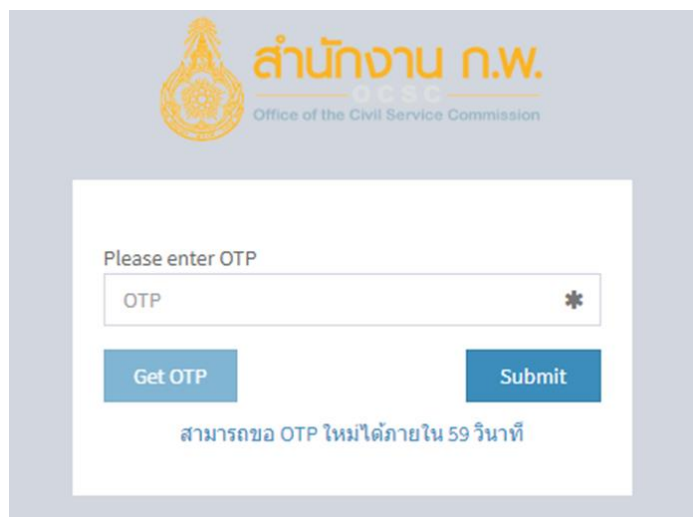 สำนักงาน ก.พ.
OCSC
Office of the Civil Service Commission
Please enter OTP
OTP
Get OTP
Submit
สามารถขอ OTP ใหม่ได้ภายใน 59 วินาที